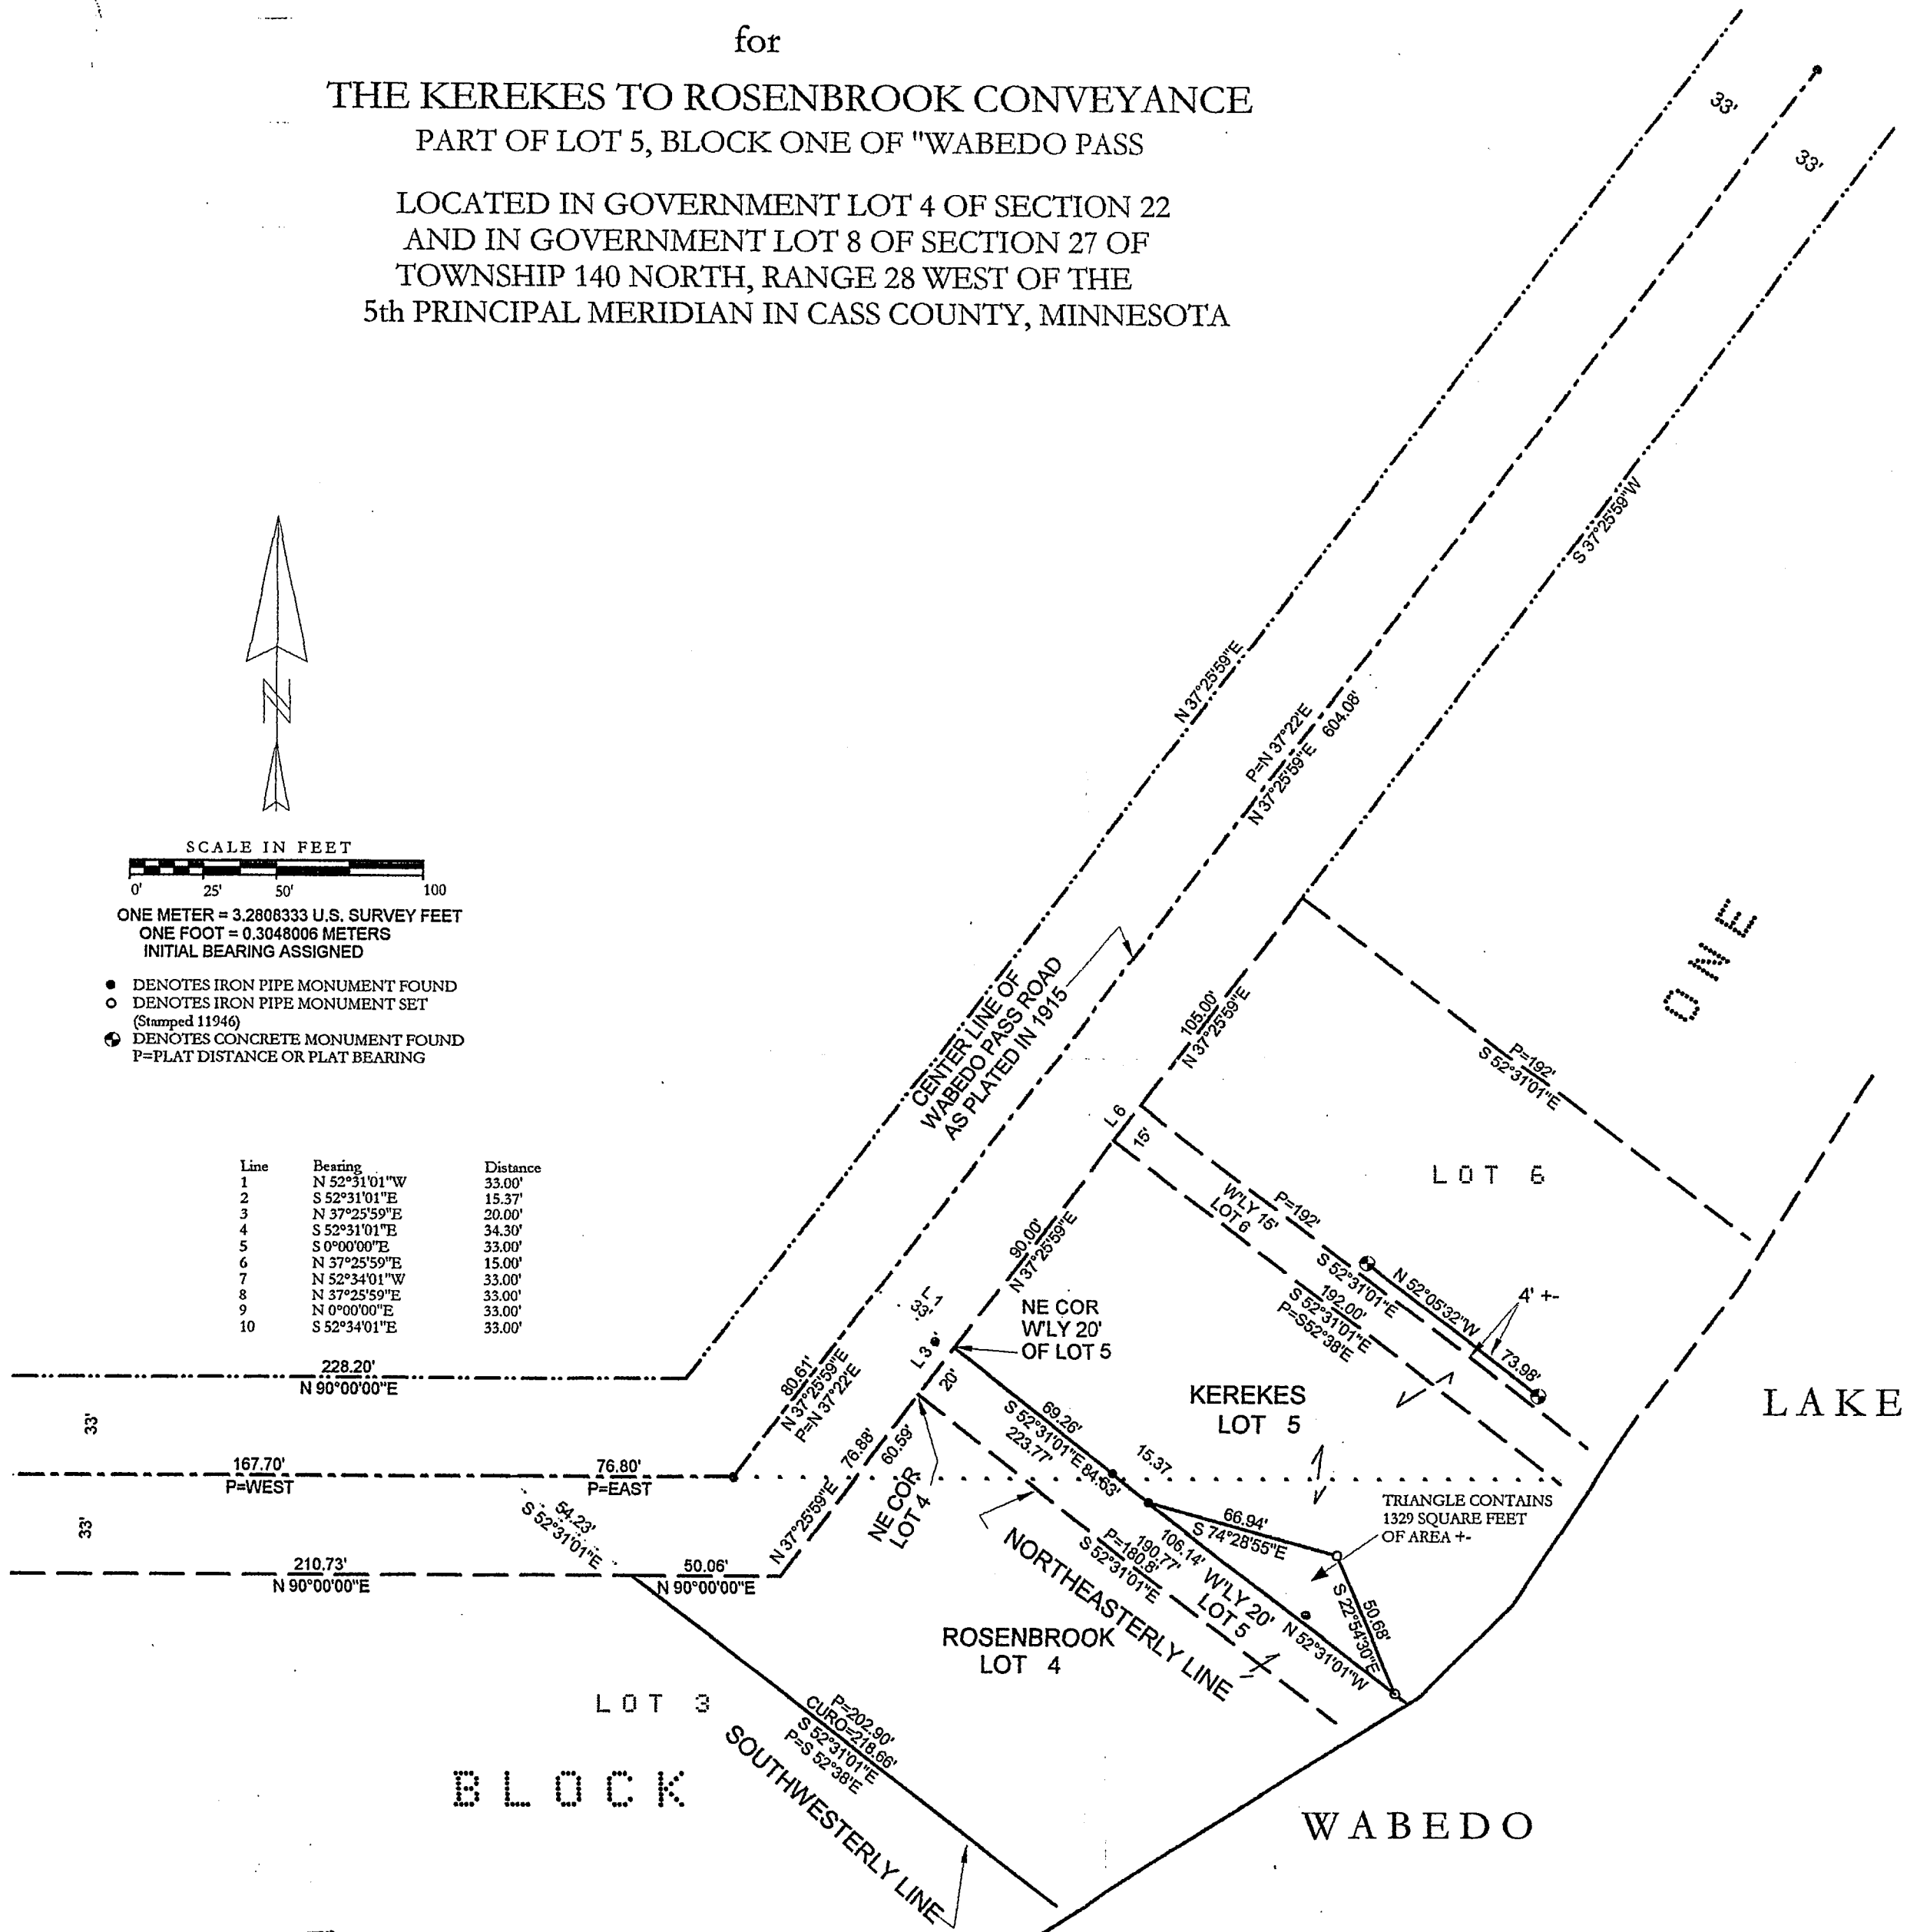 for
THE KEREKES TO ROSENBROOK CONVEYANCE
PART OF LOT 5, BLOCK ONE OF "WABEDO PASS
LOCATED IN GOVERNMENT LOT 4 OF SECTION 22
AND IN GOVERNMENT LOT 8 OF SECTION 27 OF
TOWNSHIP 140 NORTH, RANGE 28 WEST OF THE
5th PRINCIPAL MERIDIAN IN CASS COUNTY, MINNESOTA
33'
33'
S 37°25'59"W
N 37°25'59"E
P=N 37°22'E
N 37°25'59"E 604.08'
N
SCALE IN FEET
0' 25' 50' 100
ONE METER = 3.2808333 U.S. SURVEY FEET
ONE FOOT = 0.3048006 METERS
INITIAL BEARING ASSIGNED
DENOTES IRON PIPE MONUMENT FOUND
DENOTES IRON PIPE MONUMENT SET
(Stamped 11946)
DENOTES CONCRETE MONUMENT FOUND
P=PLAT DISTANCE OR PLAT BEARING
Line Bearing Distance
1 N 52°31'01"W 33.00'
2 S 52°31'01"E 15.37'
3 N 37°25'59"E 20.00'
4 S 52°31'01"E 34.30'
5 S 0°00'00"E 33.00'
6 N 37°25'59"E 15.00'
7 N 52°34'01"W 33.00'
8 N 37°25'59"E 33.00'
9 N 0°00'00"E 33.00'
10 S 52°34'01"E 33.00'
CENTER LINE OF
WABEDO PASS ROAD
AS PLATED IN 1915
105.00'
N 37°25'59"E
ONE
P=192'
S 52°31'01"E
L 6
15'
LOT 6
W'LY 15'
LOT 6
P=192'
S 52°31'01"E
192.00'
S 52°31'01"E
P=S52°38'E
N 52°05'32"W
73.98'
4' +-
90.00'
N 37°25'59"E
L 1
33'
L 3
20'
NE COR
W'LY 20'
OF LOT 5
KEREKES
LOT 5
LAKE
228.20'
N 90°00'00"E
33'
167.70'
P=WEST
76.80'
P=EAST
80.61'
N 37°25'59"E
P=N 37°22'E
76.88'
60.59'
N 37°25'59"E
NE COR
LOT 4
69.26'
S 52°31'01"E
223.77'
84.63'
15.37
66.94'
S 74°28'55"E
TRIANGLE CONTAINS
1329 SQUARE FEET
OF AREA +-
33'
54.23'
S 52°31'01"E
210.73'
N 90°00'00"E
50.06'
N 90°00'00"E
106.14'
190.77'
P=180.8'
S 52°31'01"E
W'LY 20'
LOT 5
N 52°31'01"W
50.68'
S 22°54'30"E
NORTHEASTERLY LINE
ROSENBROOK
LOT 4
LOT 3
BLOCK
P=202.90'
CURO=218.66'
S 52°31'01"E
P=S 52°38'E
SOUTHWESTERLY LINE
WABEDO